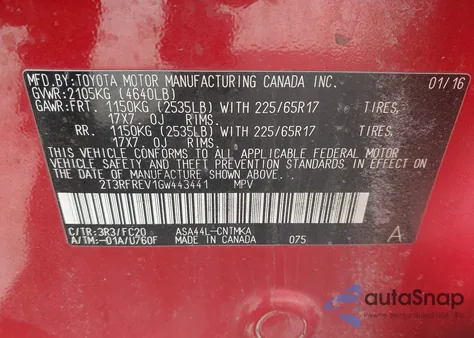 MFD.BY:TOYOTA MOTOR MANUFACTURING CANADA INC. 01/16
GVWR: 2105KG (4640LB)
GAWR:FRT. 1150KG (2535LB) WITH 225/65R17 TIRES,
17X7. 0J RIMS.
RR. 1150KG (2535LB) WITH 225/65R17 TIRES,
17X7. 0J RIMS.
THIS VEHICLE CONFORMS TO ALL APPLICABLE FEDERAL MOTOR
VEHICLE SAFETY AND THEFT PREVENTION STANDARDS IN EFFECT ON
THE DATE OF MANUFACTURE SHOWN ABOVE.
2T3RFREV1GW443441 MPV
C/TR:3R3/FC20 ASA44L-CNTMKA A
A/TM:-01A/U760F MADE IN CANADA 075
autoSnap